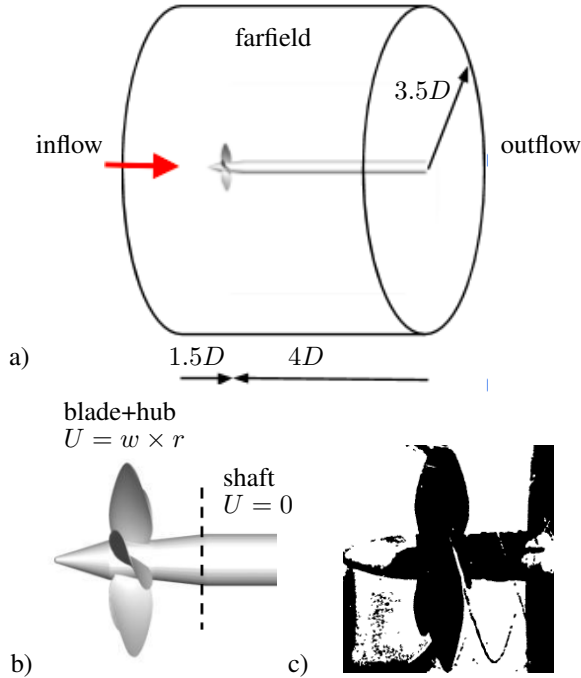 farfield
3.5D
inflow
outflow
a)
1.5D
4D
blade+hub
U = w × r
shaft
U = 0
b)
c)